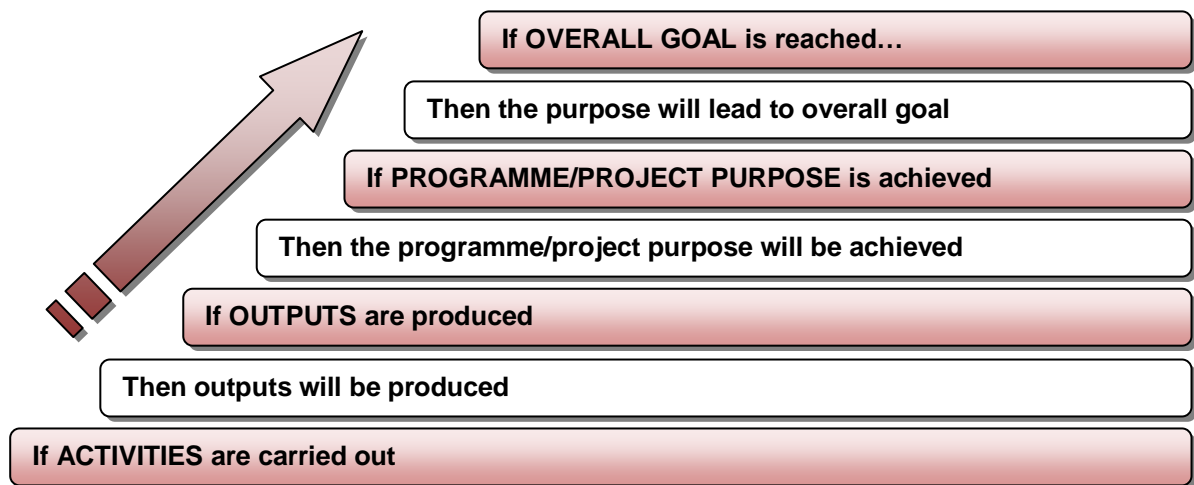 If OVERALL GOAL is reached…
Then the purpose will lead to overall goal
If PROGRAMME/PROJECT PURPOSE is achieved
Then the programme/project purpose will be achieved
If OUTPUTS are produced
Then outputs will be produced
If ACTIVITIES are carried out